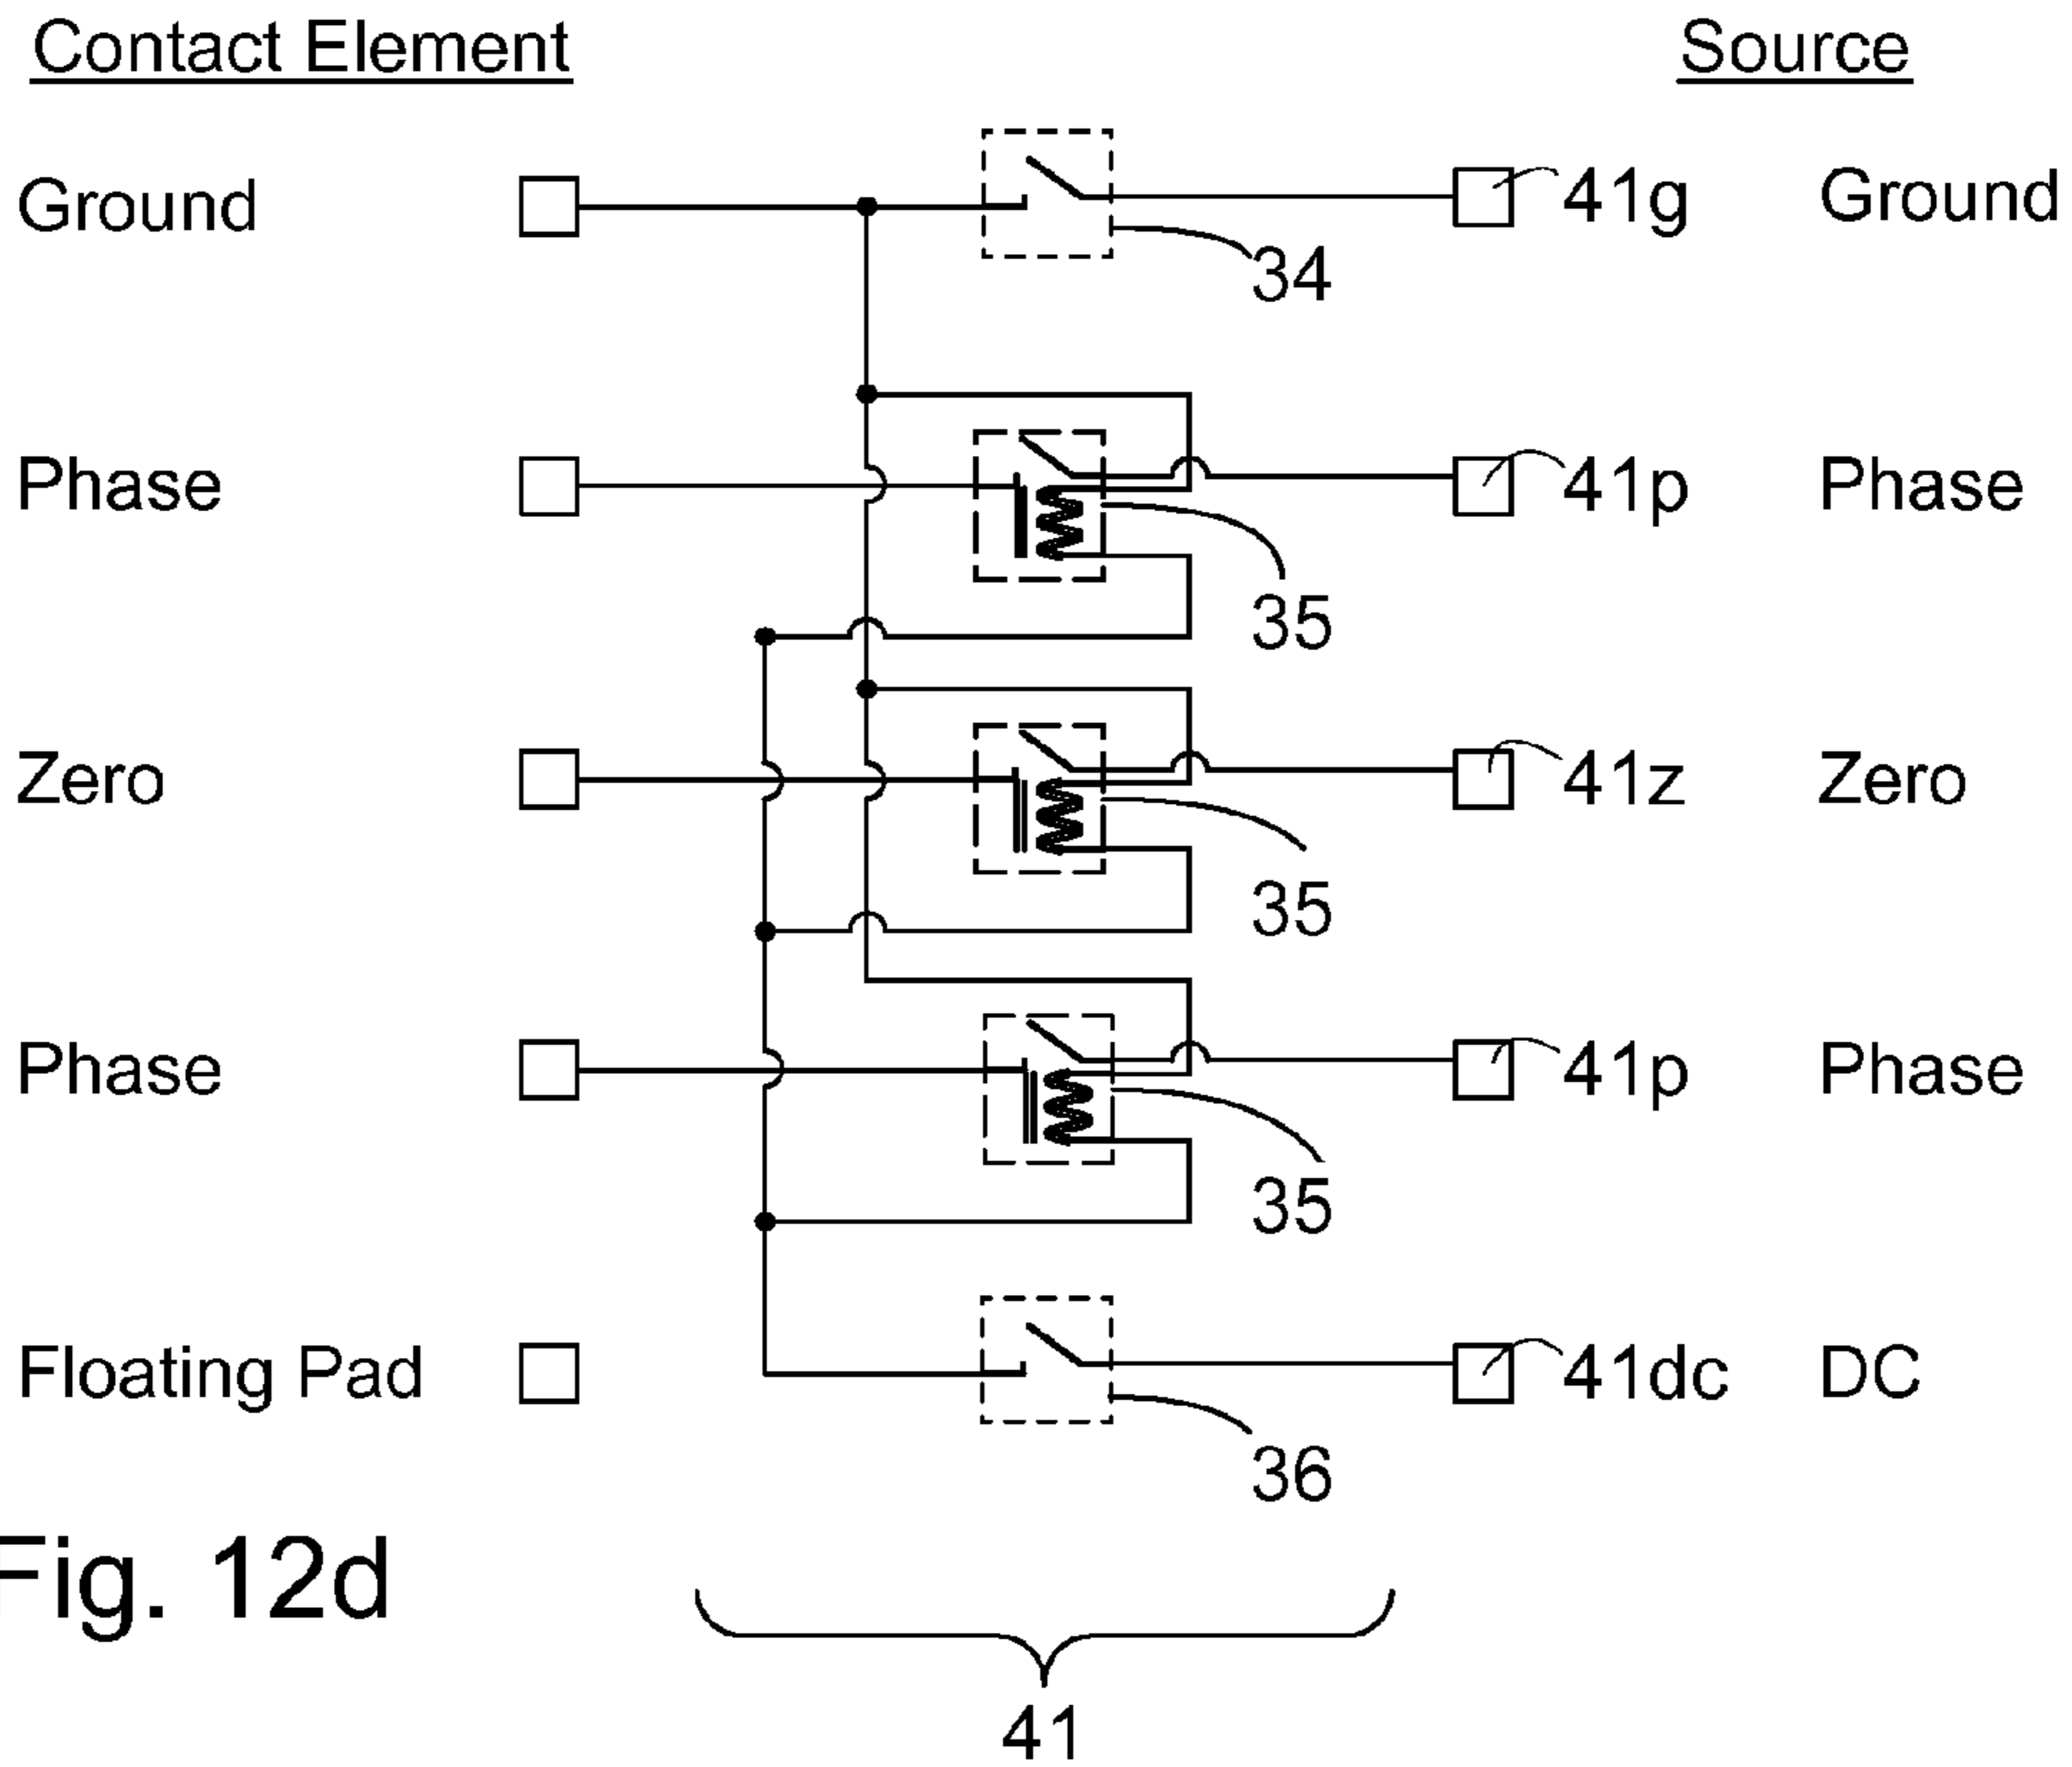 Contact Element Source
Ground 41g Ground
34
Phase 41p Phase
35
Zero 41z Zero
35
Phase 41p Phase
35
Floating Pad 41dc DC
36
Fig. 12d
41